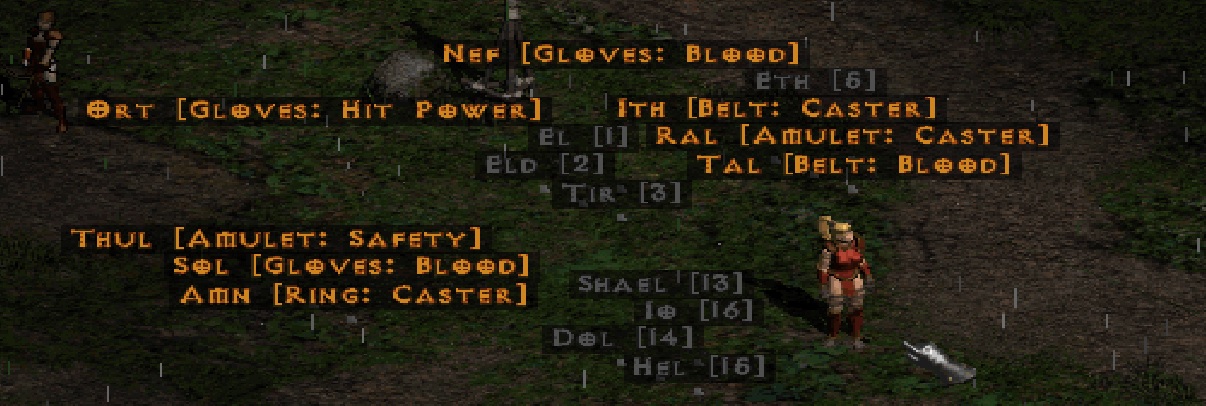 Nef [Gloves: Blood]
Eth [5]
Ort [Gloves: Hit Power]
Ith [Belt: Caster]
El [1]
Ral [Amulet: Caster]
Eld [2]
Tal [Belt: Blood]
Tir [3]
Thul [Amulet: Safety]
Sol [Gloves: Blood]
Amn [Ring: Caster]
Shael [13]
Io [16]
Dol [14]
Hel [15]